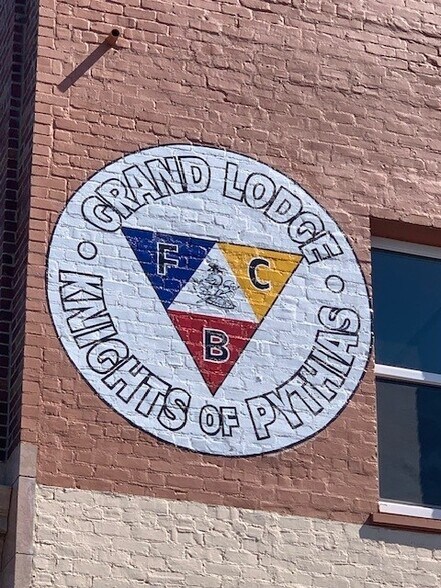 GRAND LODGE
F C
B
KNIGHTS OF PYTHIAS